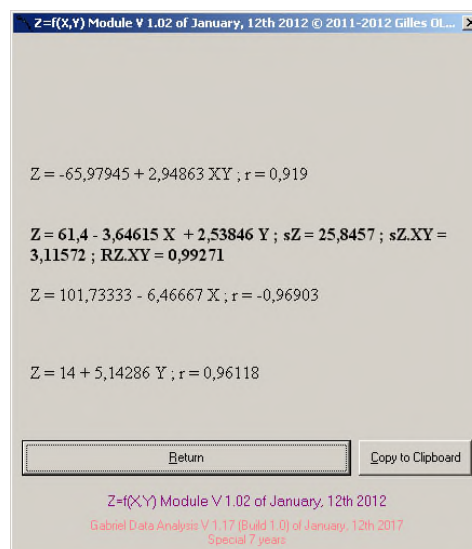 Z=f(X,Y) Module V 1.02 of January, 12th 2012 © 2011-2012 Gilles OL...
Z = -65,97945 + 2,94863 XY ; r = 0,919
Z = 61,4 - 3,64615 X + 2,53846 Y ; sZ = 25,8457 ; sZ.XY =
3,11572 ; RZ.XY = 0,99271
Z = 101,73333 - 6,46667 X ; r = -0,96903
Z = 14 + 5,14286 Y ; r = 0,96118
Return
Copy to Clipboard
Z=f(X,Y) Module V 1.02 of January, 12th 2012
Gabriel Data Analysis V 1.17 (Build 1.0) of January, 12th 2017
Special 7 years